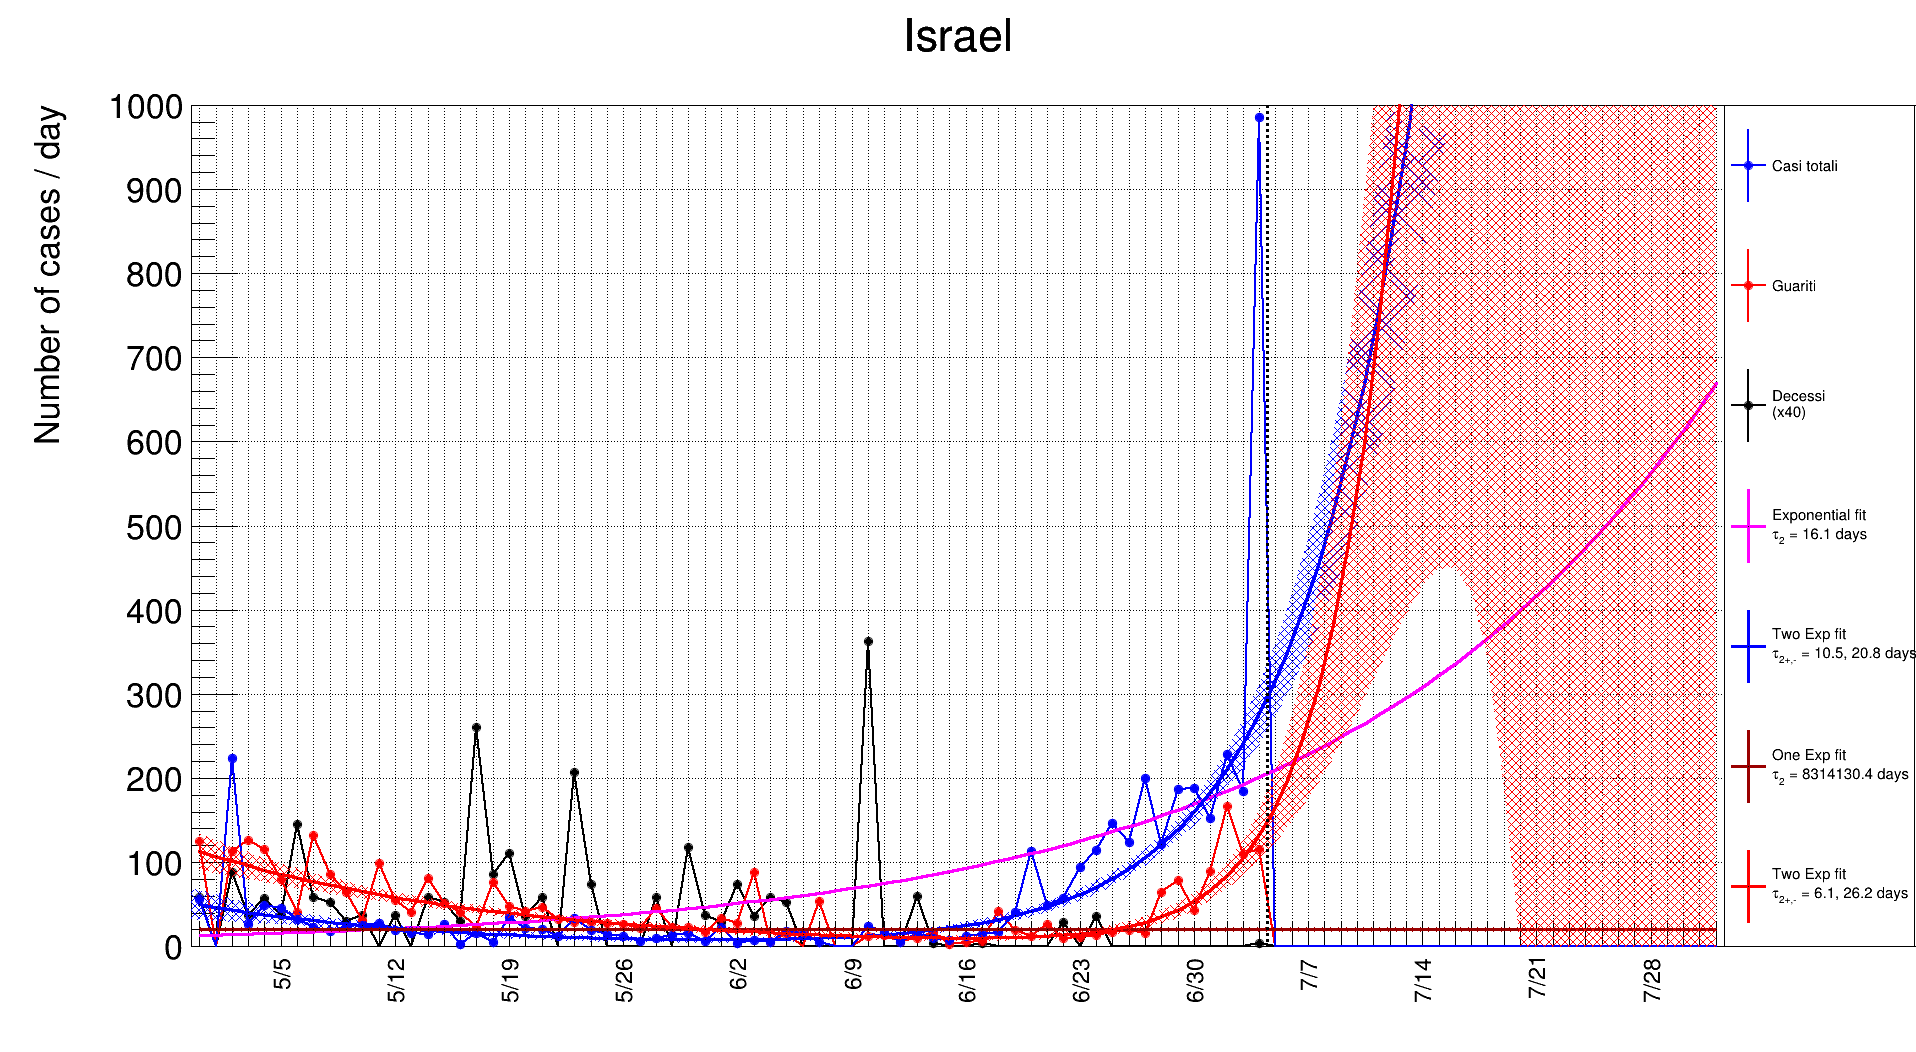 Israel
Number of cases / day
1000
900
800
700
600
500
400
300
200
100
0
5/5
5/12
5/19
5/26
6/2
6/9
6/16
6/23
6/30
7/7
7/14
7/21
7/28
Casi totali
Guariti
Decessi
(x40)
Exponential fit
τ2 = 16.1 days
Two Exp fit
τ2+,- = 10.5, 20.8 days
One Exp fit
τ2 = 8314130.4 days
Two Exp fit
τ2+,- = 6.1, 26.2 days